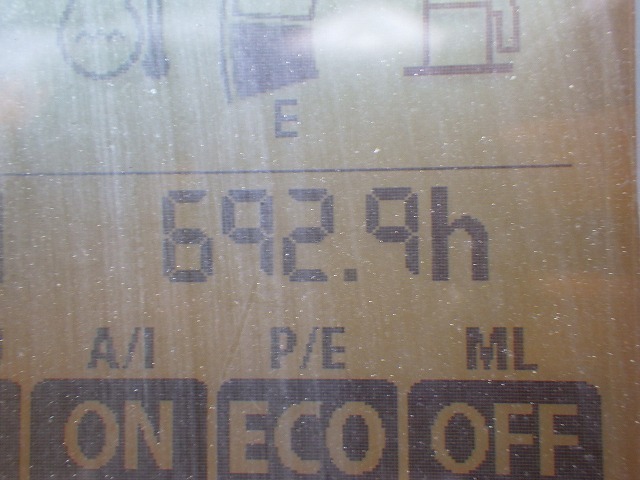 E
692.9h
A/I P/E ML
ON ECO OFF